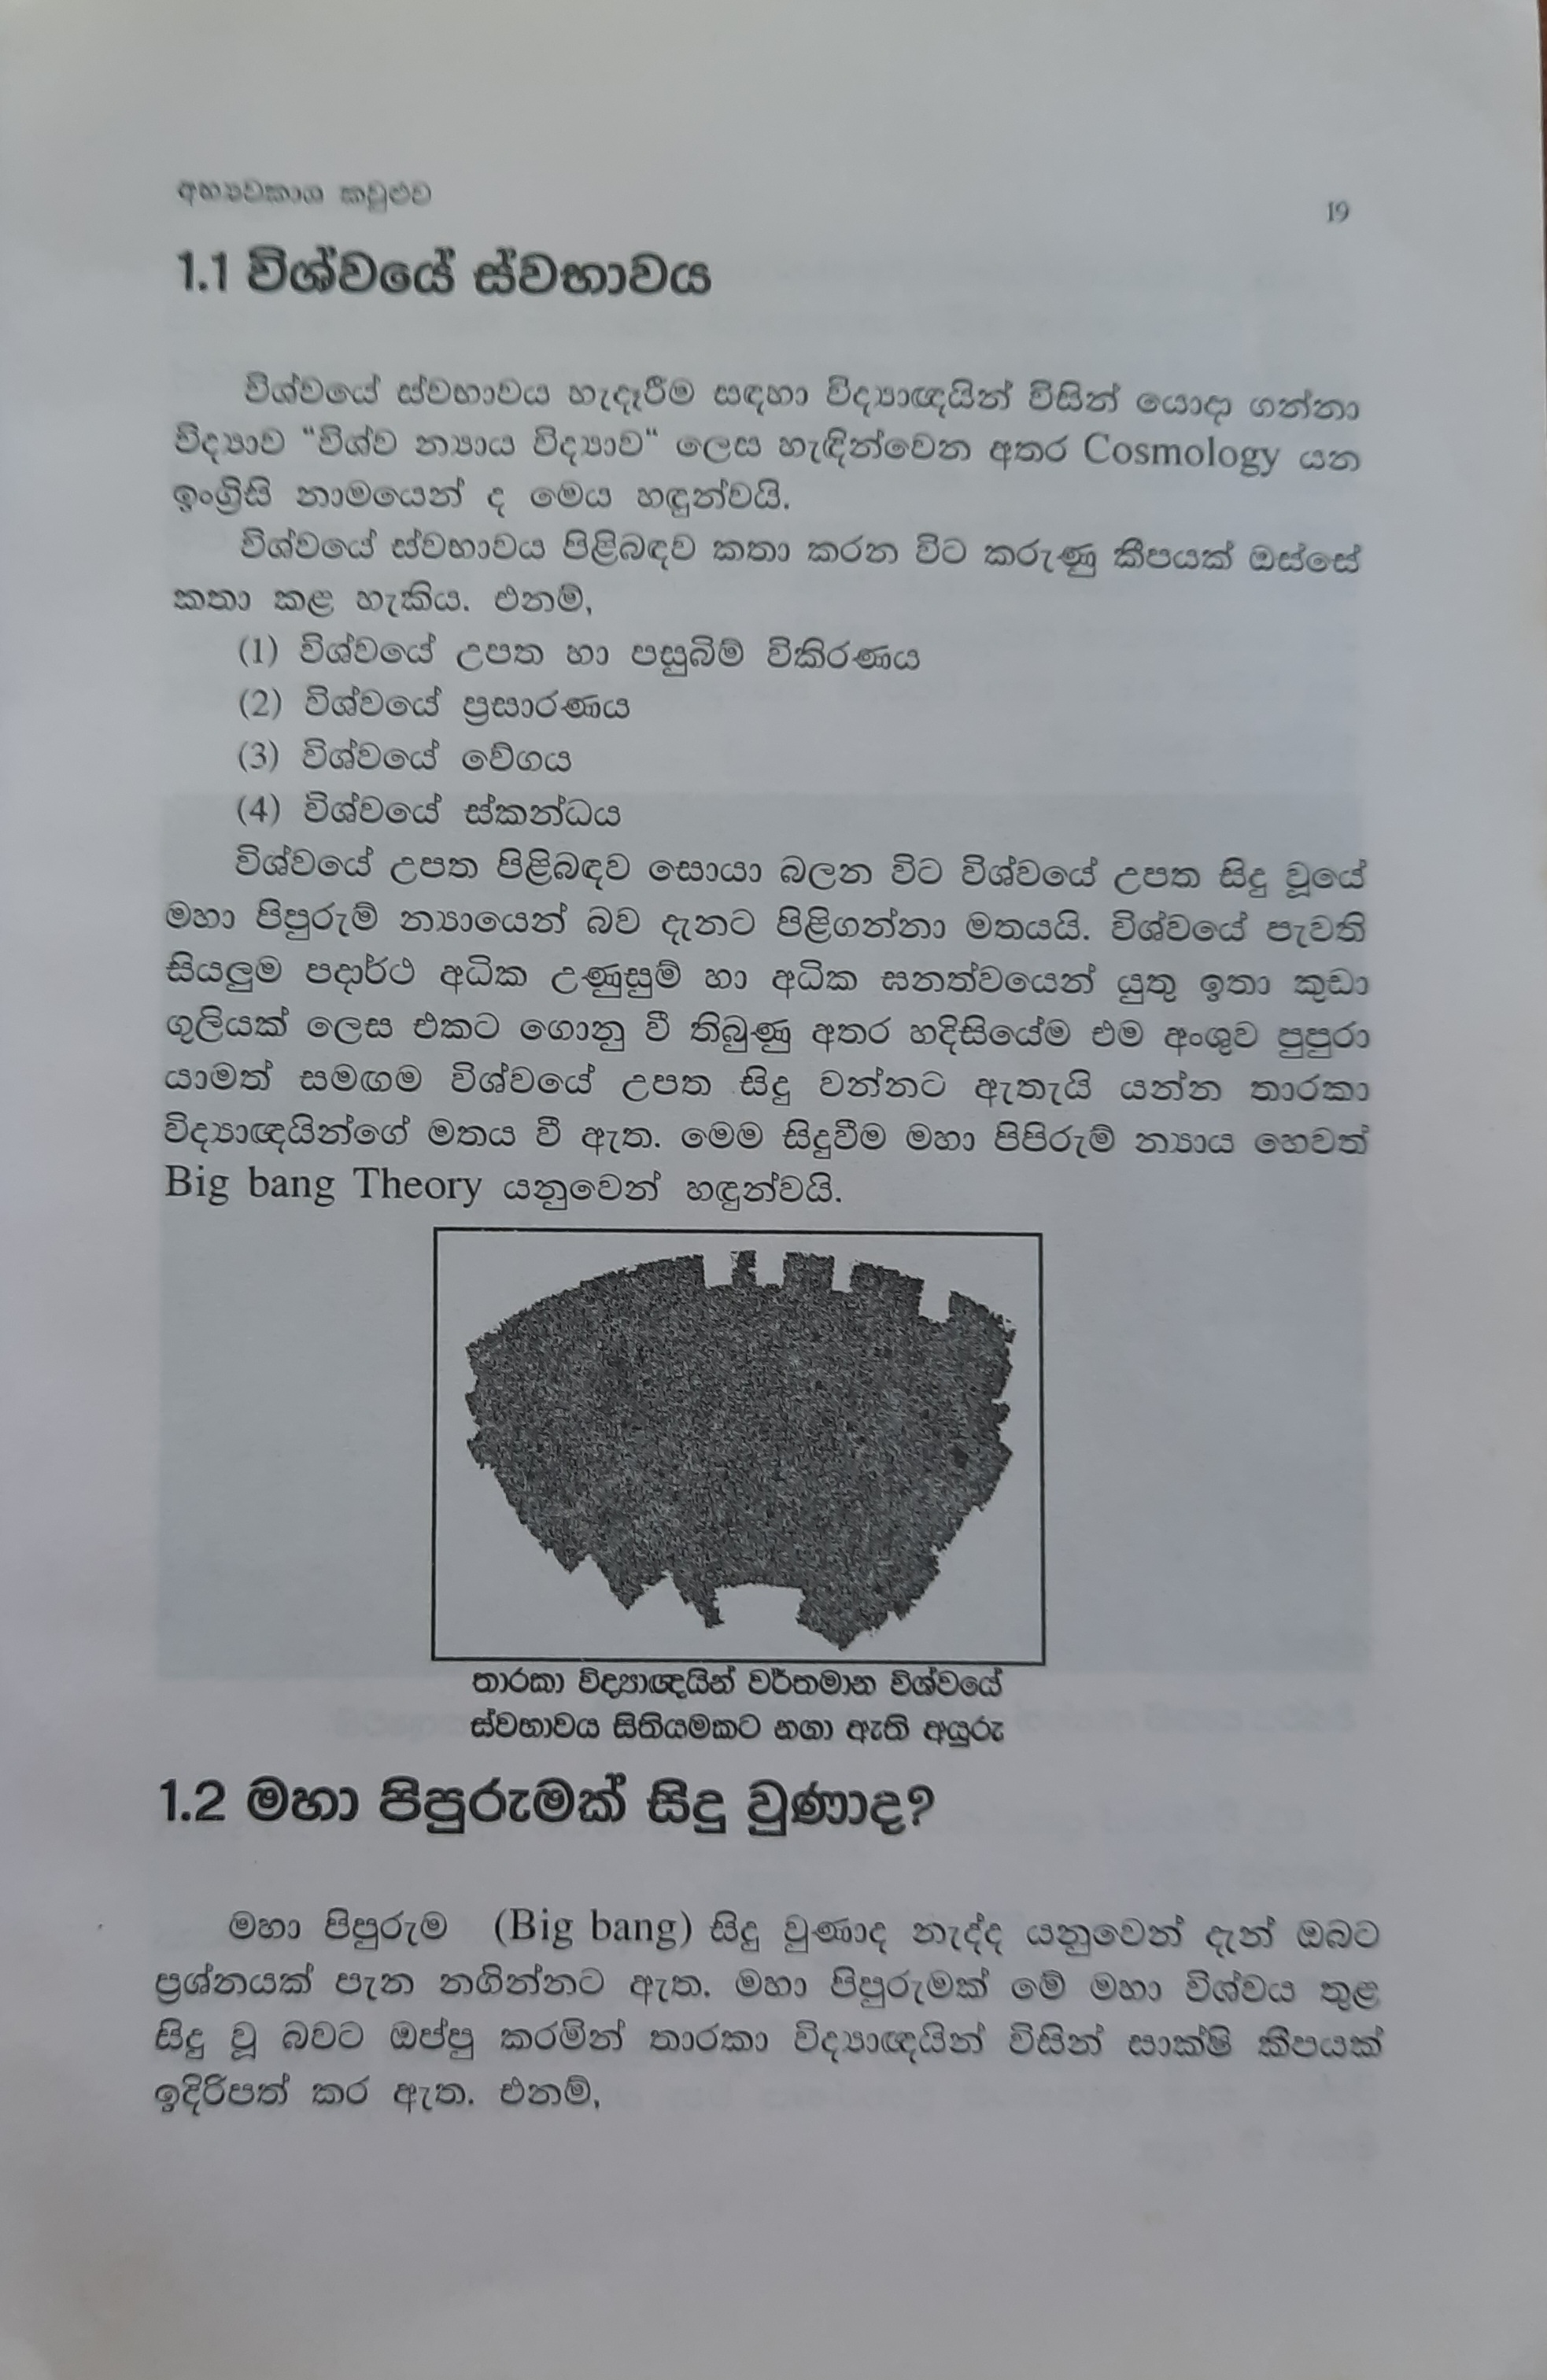 අභ්‍යවකාශ කවුළුව
19
1.1 විශ්වයේ ස්වභාවය
විශ්වයේ ස්වභාවය හැදෑරීම සඳහා විද්‍යාඥයින් විසින් යොදා ගන්නා
විද්‍යාව "විශ්ව න්‍යාය විද්‍යාව" ලෙස හැඳින්වෙන අතර Cosmology යන
ඉංග්‍රිසි නාමයෙන් ද මෙය හඳුන්වයි.
විශ්වයේ ස්වභාවය පිළිබඳව කතා කරන විට කරුණු කීපයක් ඔස්සේ
කතා කළ හැකිය. එනම්,
(1) විශ්වයේ උපත හා පසුබිම් විකිරණය
(2) විශ්වයේ ප්‍රසාරණය
(3) විශ්වයේ වේගය
(4) විශ්වයේ ස්කන්ධය
විශ්වයේ උපත පිළිබඳව සොයා බලන විට විශ්වයේ උපත සිදු වූයේ
මහා පිපුරුම් න්‍යායෙන් බව දැනට පිළිගන්නා මතයයි. විශ්වයේ පැවති
සියලුම පදාර්ථ අධික උණුසුම් හා අධික ඝනත්වයෙන් යුතු ඉතා කුඩා
ගුලියක් ලෙස එකට ගොනු වී තිබුණු අතර හදිසියේම එම අංශුව පුපුරා
යාමත් සමඟම විශ්වයේ උපත සිදු වන්නට ඇතැයි යන්න තාරකා
විද්‍යාඥයින්ගේ මතය වී ඇත. මෙම සිදුවීම මහා පිපිරුම් න්‍යාය හෙවත්
Big bang Theory යනුවෙන් හඳුන්වයි.
තාරකා විද්‍යාඥයින් වර්තමාන විශ්වයේ
ස්වභාවය සිතියමකට නගා ඇති අයුරු
1.2 මහා පිපුරුමක් සිදු වුණාද?
මහා පිපුරුම (Big bang) සිදු වුණාද නැද්ද යනුවෙන් දැන් ඔබට
ප්‍රශ්නයක් පැන නගින්නට ඇත. මහා පිපුරුමක් මේ මහා විශ්වය තුළ
සිදු වූ බවට ඔප්පු කරමින් තාරකා විද්‍යාඥයින් විසින් සාක්ෂි කීපයක්
ඉදිරිපත් කර ඇත. එනම්,